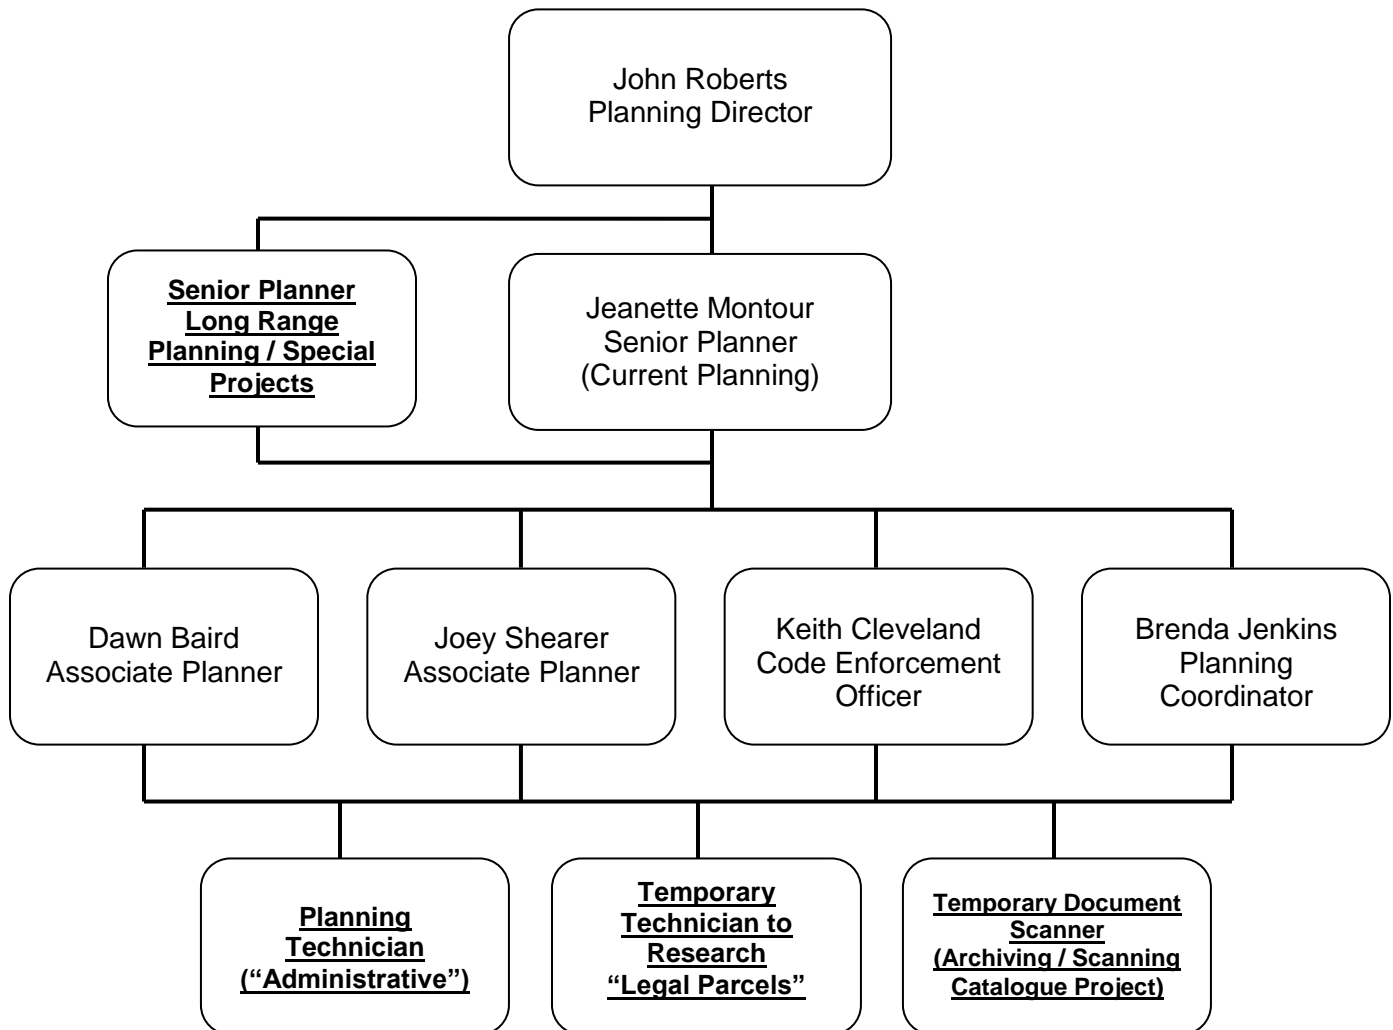 John Roberts
Planning Director
Senior Planner
Long Range
Planning / Special
Projects
Jeanette Montour
Senior Planner
(Current Planning)
Dawn Baird
Associate Planner
Joey Shearer
Associate Planner
Keith Cleveland
Code Enforcement
Officer
Brenda Jenkins
Planning
Coordinator
Planning
Technician
(“Administrative”)
Temporary
Technician to
Research
“Legal Parcels”
Temporary Document
Scanner
(Archiving / Scanning
Catalogue Project)